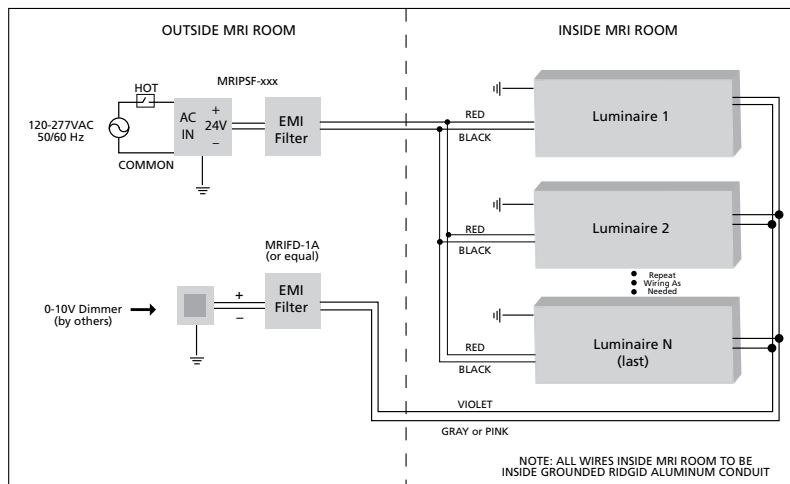 OUTSIDE MRI ROOM
INSIDE MRI ROOM
MRIPSF-xxx
HOT
120-277VAC
50/60 Hz
COMMON
AC
IN
+
24V
–
EMI
Filter
RED
BLACK
Luminaire 1
RED
BLACK
Luminaire 2
Repeat
Wiring As
Needed
MRIFD-1A
(or equal)
0-10V Dimmer
(by others)
+
–
EMI
Filter
RED
BLACK
Luminaire N
(last)
VIOLET
GRAY or PINK
NOTE: ALL WIRES INSIDE MRI ROOM TO BE
INSIDE GROUNDED RIDGID ALUMINUM CONDUIT